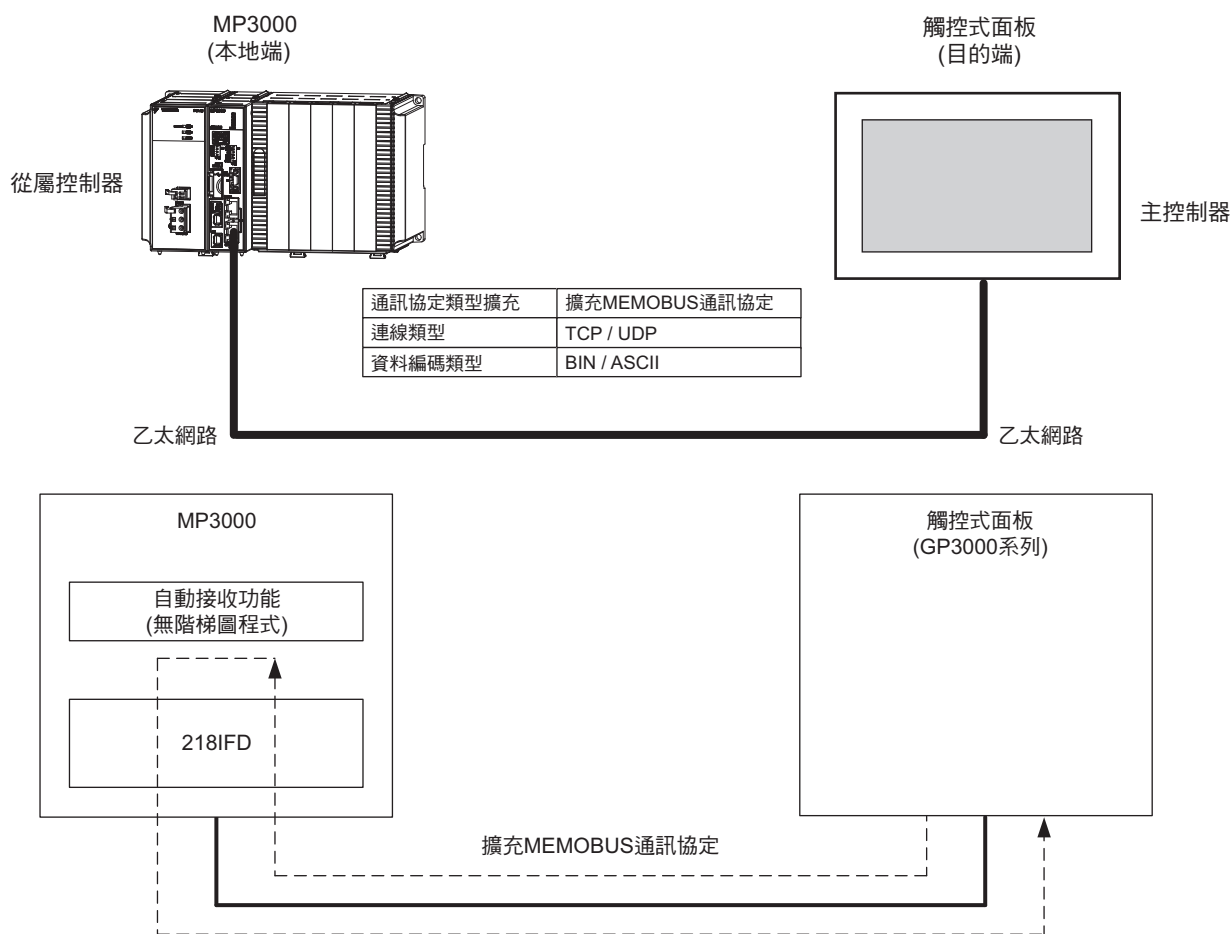 MP3000
(本地端)
觸控式面板
(目的端)
從屬控制器
主控制器
通訊協定類型擴充 擴充MEMOBUS通訊協定
連線類型 TCP / UDP
資料編碼類型 BIN / ASCII
乙太網路
乙太網路
MP3000
觸控式面板
(GP3000系列)
自動接收功能
(無階梯圖程式)
218IFD
擴充MEMOBUS通訊協定